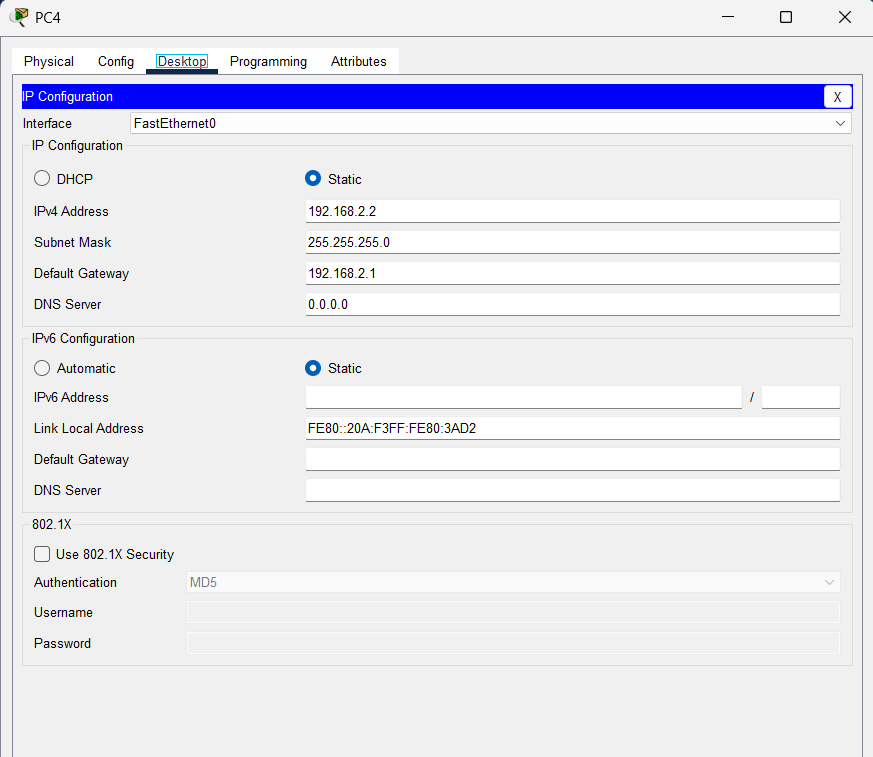 PC4
Physical Config Desktop Programming Attributes
IP Configuration X
Interface FastEthernet0
IP Configuration
DHCP Static
IPv4 Address 192.168.2.2
Subnet Mask 255.255.255.0
Default Gateway 192.168.2.1
DNS Server 0.0.0.0
IPv6 Configuration
Automatic Static
IPv6 Address /
Link Local Address FE80::20A:F3FF:FE80:3AD2
Default Gateway
DNS Server
802.1X
Use 802.1X Security
Authentication MD5
Username
Password